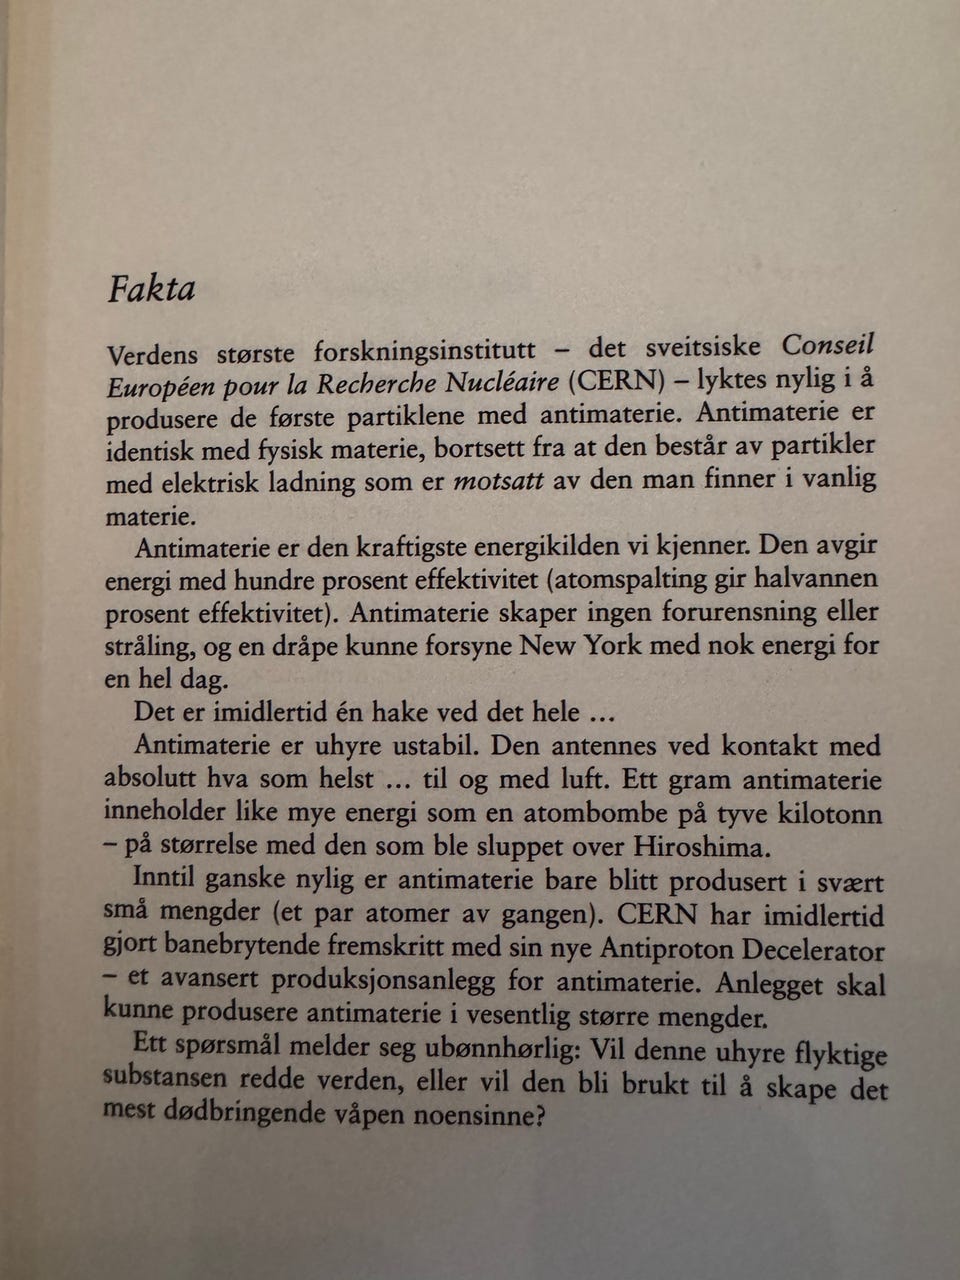 Fakta
Verdens største forskningsinstitutt – det sveitsiske Conseil
Européen pour la Recherche Nucléaire (CERN) – lyktes nylig i å
produsere de første partiklene med antimaterie. Antimaterie er
identisk med fysisk materie, bortsett fra at den består av partikler
med elektrisk ladning som er motsatt av den man finner i vanlig
materie.
Antimaterie er den kraftigste energikilden vi kjenner. Den avgir
energi med hundre prosent effektivitet (atomspalting gir halvannen
prosent effektivitet). Antimaterie skaper ingen forurensning eller
stråling, og en dråpe kunne forsyne New York med nok energi for
en hel dag.
Det er imidlertid én hake ved det hele ...
Antimaterie er uhyre ustabil. Den antennes ved kontakt med
absolutt hva som helst ... til og med luft. Ett gram antimaterie
inneholder like mye energi som en atombombe på tyve kilotonn
– på størrelse med den som ble sluppet over Hiroshima.
Inntil ganske nylig er antimaterie bare blitt produsert i svært
små mengder (et par atomer av gangen). CERN har imidlertid
gjort banebrytende fremskritt med sin nye Antiproton Decelerator
– et avansert produksjonsanlegg for antimaterie. Anlegget skal
kunne produsere antimaterie i vesentlig større mengder.
Ett spørsmål melder seg ubønnhørlig: Vil denne uhyre flyktige
substansen redde verden, eller vil den bli brukt til å skape det
mest dødbringende våpen noensinne?